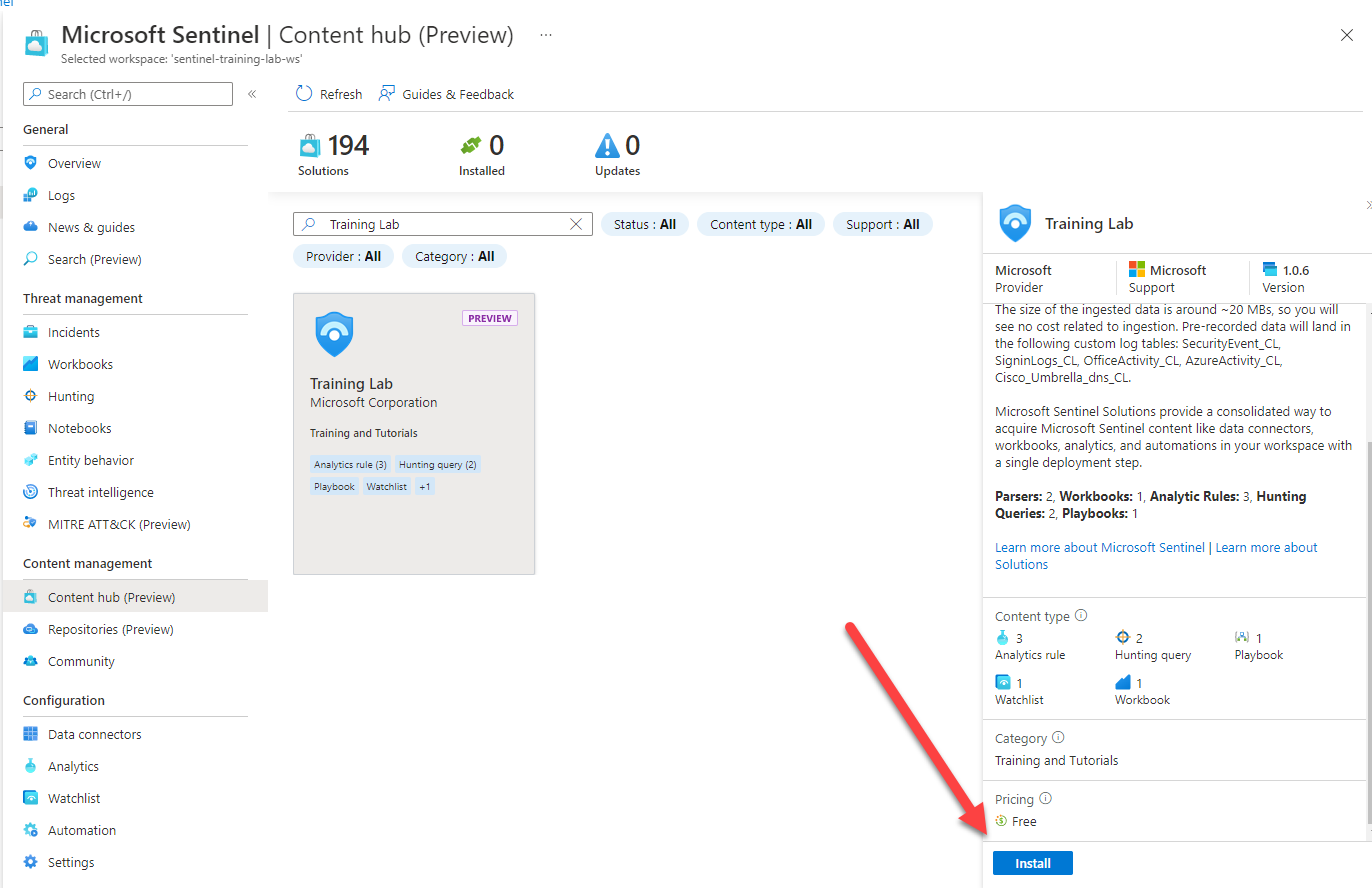 Microsoft Sentinel | Content hub (Preview) ...
Selected workspace: 'sentinel-training-lab-ws'
Search (Ctrl+/)
«
General
Overview
Logs
News & guides
Search (Preview)
Threat management
Incidents
Workbooks
Hunting
Notebooks
Entity behavior
Threat intelligence
MITRE ATT&CK (Preview)
Content management
Content hub (Preview)
Repositories (Preview)
Community
Configuration
Data connectors
Analytics
Watchlist
Automation
Settings
Refresh
Guides & Feedback
194
Solutions
0
Installed
0
Updates
Training Lab
Status : All
Content type : All
Support : All
Provider : All
Category : All
PREVIEW
Training Lab
Microsoft Corporation
Training and Tutorials
Analytics rule (3)
Hunting query (2)
Playbook
Watchlist
+1
Training Lab
Microsoft
Provider
Microsoft
Support
1.0.6
Version
The size of the ingested data is around ~20 MBs, so you will
see no cost related to ingestion. Pre-recorded data will land in
the following custom log tables: SecurityEvent_CL,
SigninLogs_CL, OfficeActivity_CL, AzureActivity_CL,
Cisco_Umbrella_dns_CL.
Microsoft Sentinel Solutions provide a consolidated way to
acquire Microsoft Sentinel content like data connectors,
workbooks, analytics, and automations in your workspace with
a single deployment step.
Parsers: 2, Workbooks: 1, Analytic Rules: 3, Hunting
Queries: 2, Playbooks: 1
Learn more about Microsoft Sentinel | Learn more about
Solutions
Content type
3
Analytics rule
2
Hunting query
1
Playbook
1
Watchlist
1
Workbook
Category
Training and Tutorials
Pricing
Free
Install